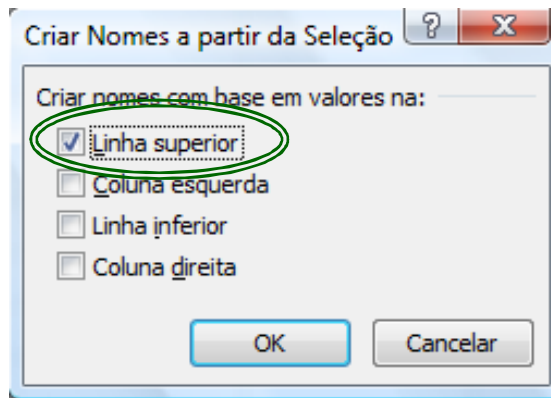 Criar Nomes a partir da Seleção ? X
Criar nomes com base em valores na:
Linha superior
Coluna esquerda
Linha inferior
Coluna direita
OK Cancelar